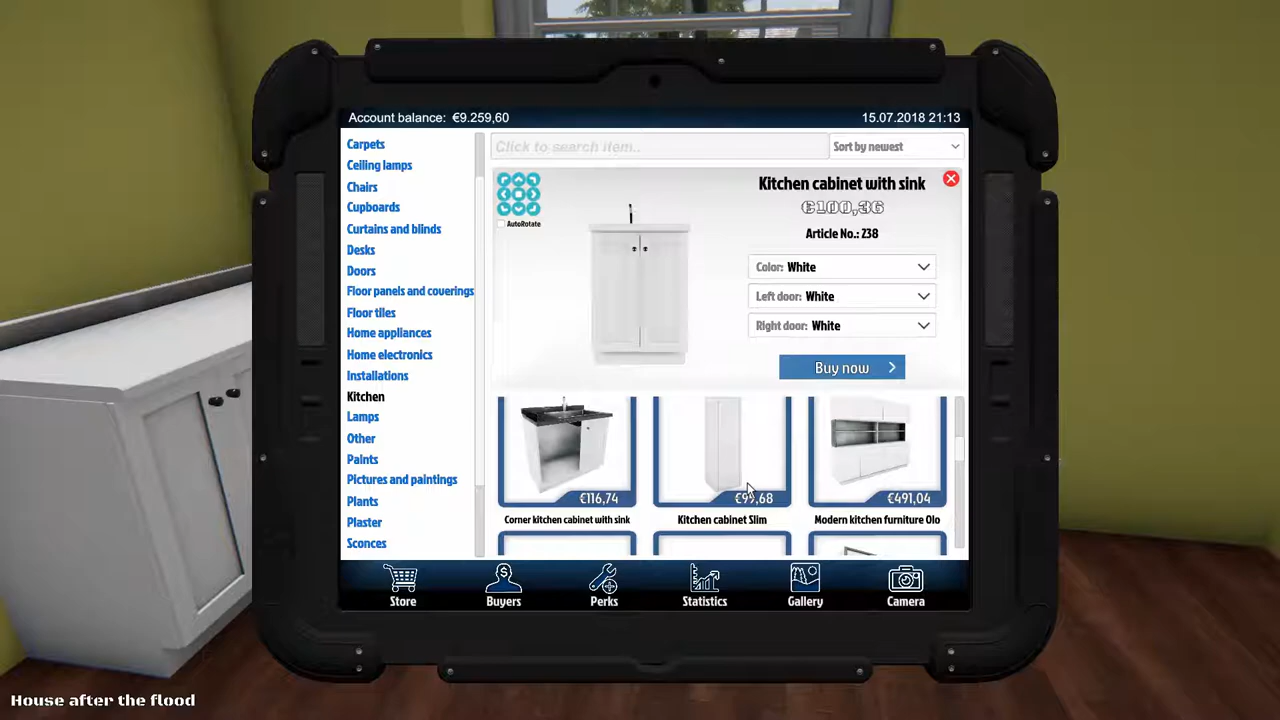 Account balance: €9.259,60
15.07.2018 21:13
Carpets
Ceiling lamps
Chairs
Cupboards
Curtains and blinds
Desks
Doors
Floor panels and coverings
Floor tiles
Home appliances
Home electronics
Installations
Kitchen
Lamps
Other
Paints
Pictures and paintings
Plants
Plaster
Sconces
Click to search item..
Sort by newest
AutoRotate
Kitchen cabinet with sink
€100,36
Article No.: 238
Color: White
Left door: White
Right door: White
Buy now
€116,74
€99,68
€491,04
Corner kitchen cabinet with sink
Kitchen cabinet Slim
Modern kitchen furniture Olo
Store
Buyers
Perks
Statistics
Gallery
Camera
House after the flood